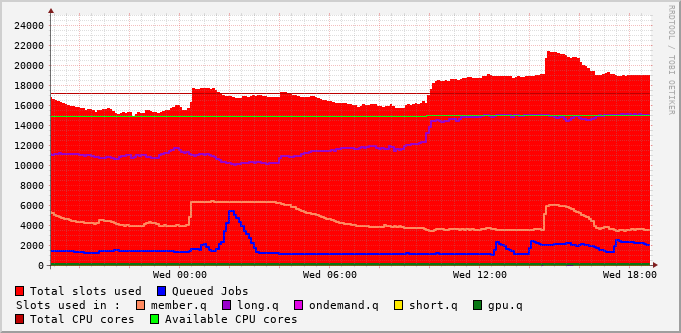 RRDTOOL / TOBI OETIKER
24000
22000
20000
18000
16000
14000
12000
10000
8000
6000
4000
2000
0
Wed 00:00 Wed 06:00 Wed 12:00 Wed 18:00
Total slots used Queued Jobs
Slots used in : member.q long.q ondemand.q short.q gpu.q
Total CPU cores Available CPU cores